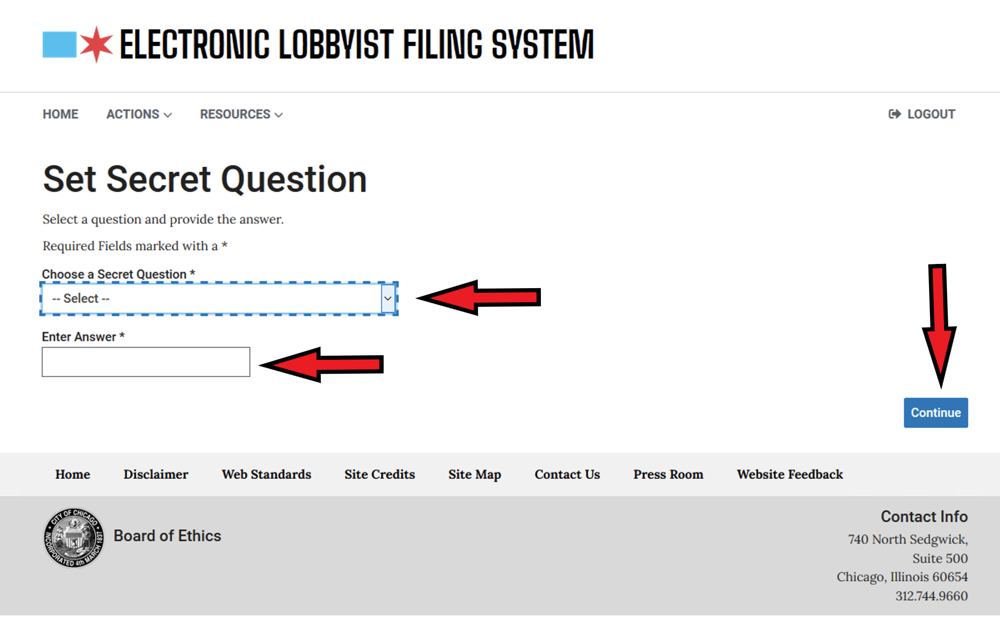 ELECTRONIC LOBBYIST FILING SYSTEM
HOME ACTIONS RESOURCES LOGOUT
Set Secret Question
Select a question and provide the answer.
Required Fields marked with a *
Choose a Secret Question *
-- Select --
Enter Answer *
Continue
Home Disclaimer Web Standards Site Credits Site Map Contact Us Press Room Website Feedback
CITY OF CHICAGO
INCORPORATED 4th MARCH 1837
Board of Ethics
Contact Info
740 North Sedgwick,
Suite 500
Chicago, Illinois 60654
312.744.9660